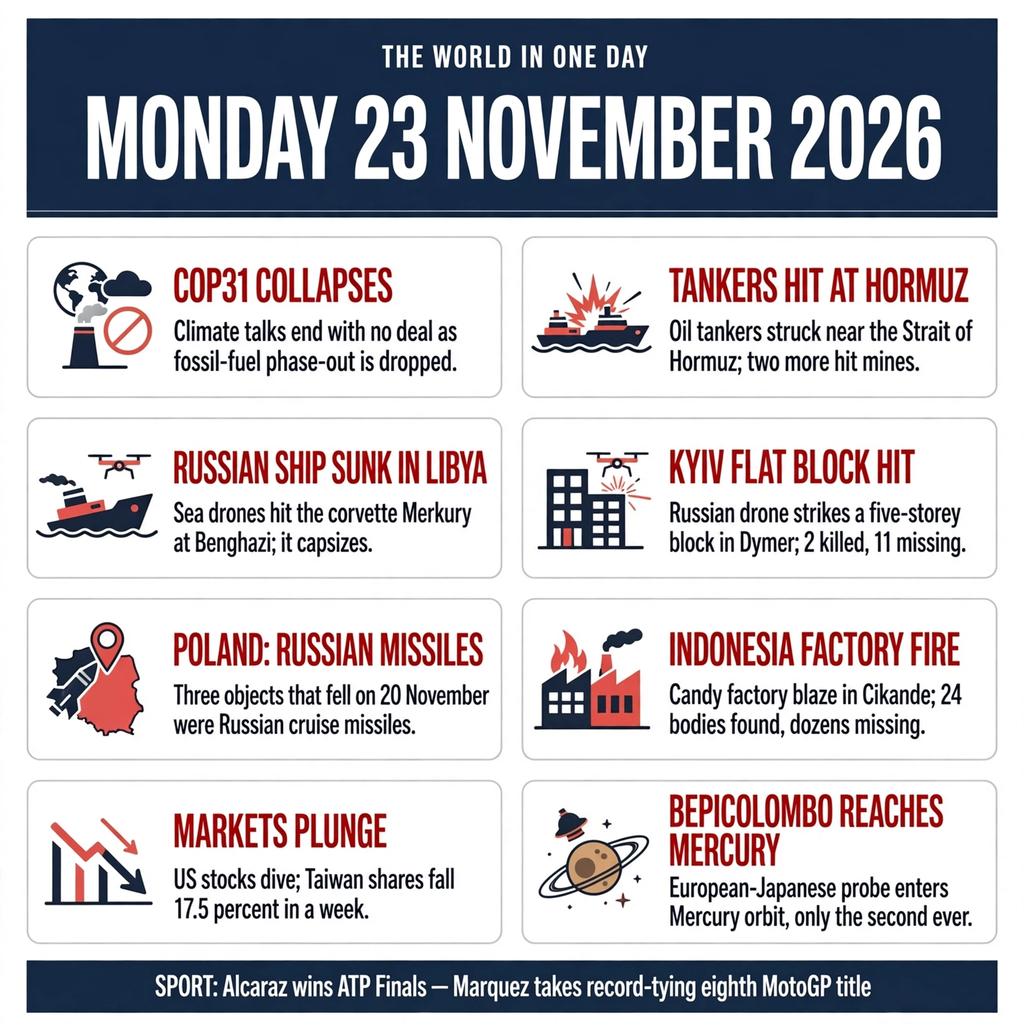 THE WORLD IN ONE DAY
MONDAY 23 NOVEMBER 2026
COP31 COLLAPSES
Climate talks end with no deal as
fossil-fuel phase-out is dropped.
TANKERS HIT AT HORMUZ
Oil tankers struck near the Strait of
Hormuz; two more hit mines.
RUSSIAN SHIP SUNK IN LIBYA
Sea drones hit the corvette Merkury
at Benghazi; it capsizes.
KYIV FLAT BLOCK HIT
Russian drone strikes a five-storey
block in Dymer; 2 killed, 11 missing.
POLAND: RUSSIAN MISSILES
Three objects that fell on 20 November
were Russian cruise missiles.
INDONESIA FACTORY FIRE
Candy factory blaze in Cikande; 24
bodies found, dozens missing.
MARKETS PLUNGE
US stocks dive; Taiwan shares fall
17.5 percent in a week.
BEPICOLOMBO REACHES
MERCURY
European-Japanese probe enters
Mercury orbit, only the second ever.
SPORT: Alcaraz wins ATP Finals — Marquez takes record-tying eighth MotoGP title